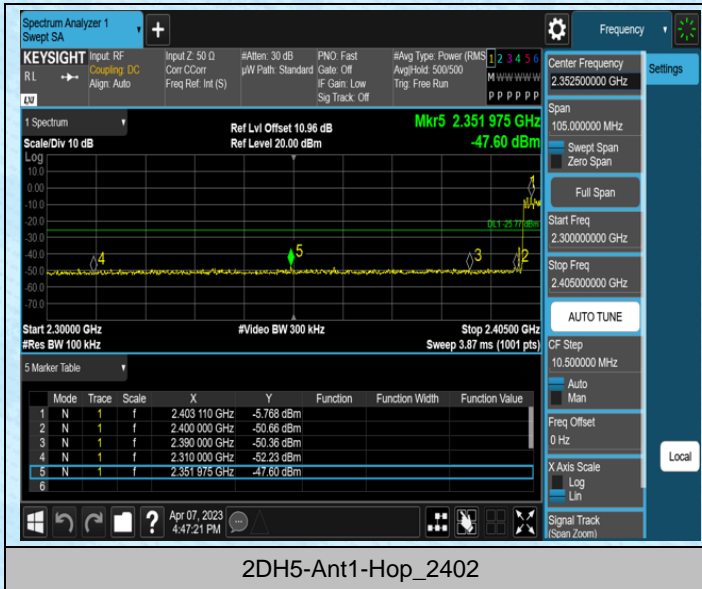 Spectrum Analyzer 1
Swept SA
Frequency
KEYSIGHT
RL
LXI
Input: RF
Coupling: DC
Align: Auto
Input Z: 50 Ω
Corr CCorr
Freq Ref: Int (S)
#Atten: 30 dB
µW Path: Standard
PNO: Fast
Gate: Off
IF Gain: Low
Sig Track: Off
#Avg Type: Power (RMS
Avg|Hold: 500/500
Trig: Free Run
1 2 3 4 5 6
M W W W W W
P P P P P P
1 Spectrum
Scale/Div 10 dB
Ref Lvl Offset 10.96 dB
Ref Level 20.00 dBm
Mkr5 2.351 975 GHz
-47.60 dBm
Log
10.0
0.00
-10.0
-20.0
-30.0
-40.0
-50.0
-60.0
-70.0
1
DL1 -25.77 dBm
4
5
3
2
Start 2.30000 GHz
#Res BW 100 kHz
#Video BW 300 kHz
Stop 2.40500 GHz
Sweep 3.87 ms (1001 pts)
5 Marker Table
Mode Trace Scale X Y Function Function Width Function Value
1 N 1 f 2.403 110 GHz -5.768 dBm
2 N 1 f 2.400 000 GHz -50.66 dBm
3 N 1 f 2.390 000 GHz -50.36 dBm
4 N 1 f 2.310 000 GHz -52.23 dBm
5 N 1 f 2.351 975 GHz -47.60 dBm
6
?
Apr 07, 2023
4:47:21 PM
Center Frequency
2.352500000 GHz
Settings
Span
105.000000 MHz
Swept Span
Zero Span
Full Span
Start Freq
2.300000000 GHz
Stop Freq
2.405000000 GHz
AUTO TUNE
CF Step
10.500000 MHz
Auto
Man
Freq Offset
0 Hz
X Axis Scale
Log
Lin
Local
Signal Track
(Span Zoom)
2DH5-Ant1-Hop_2402